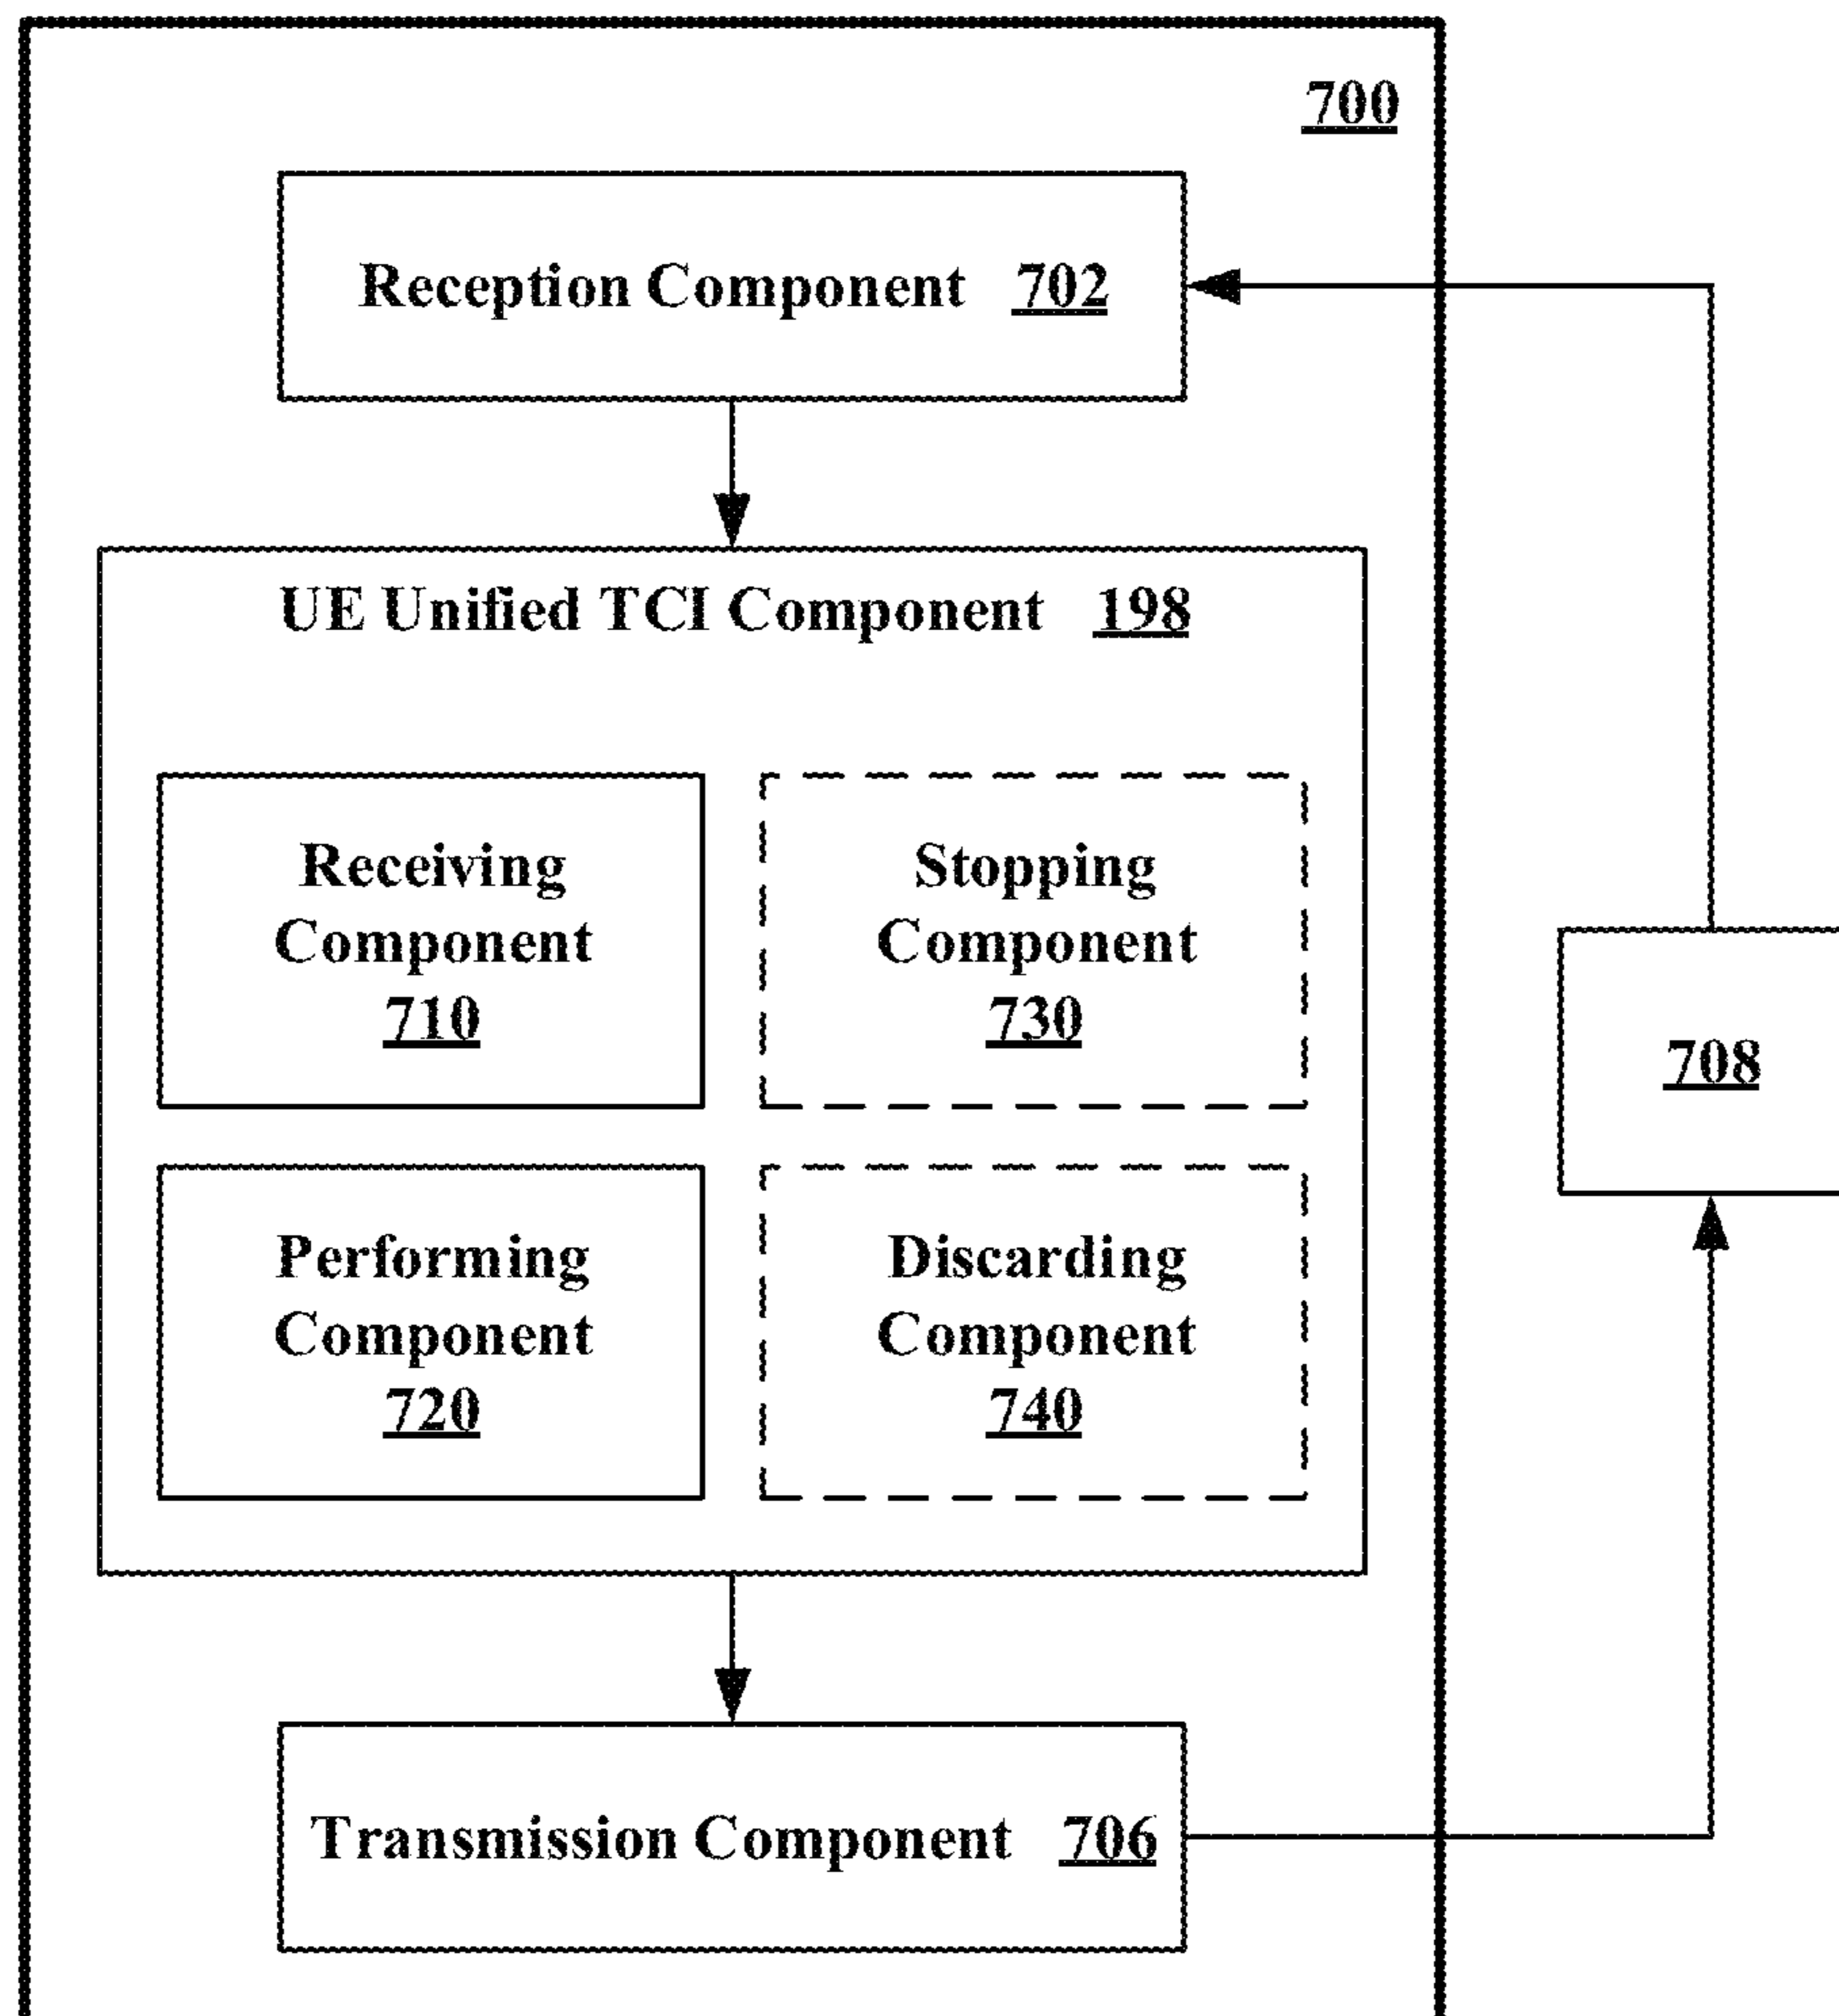 700
Reception Component 702
UE Unified TCI Component 198
Receiving
Component
710
Stopping
Component
730
708
Performing
Component
720
Discarding
Component
740
Transmission Component 706